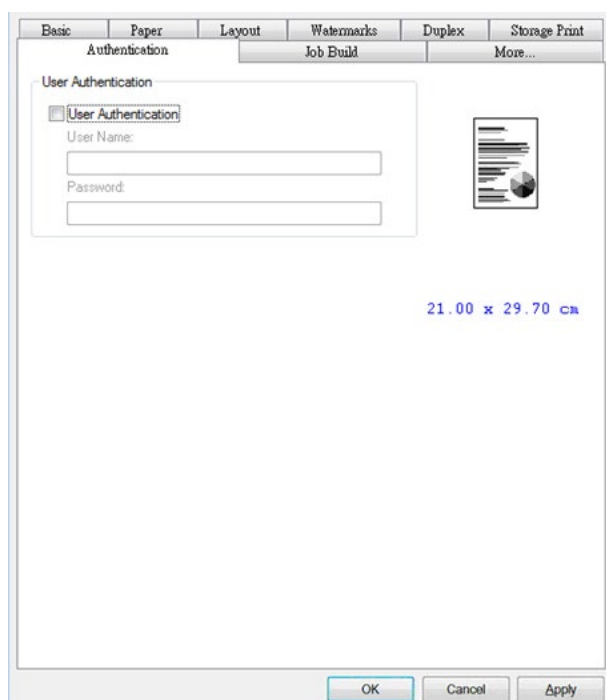 Basic Paper Layout Watermarks Duplex Storage Print
Authentication Job Build More...
User Authentication
User Authentication
User Name:
Password:
21.00 x 29.70 cm
OK Cancel Apply